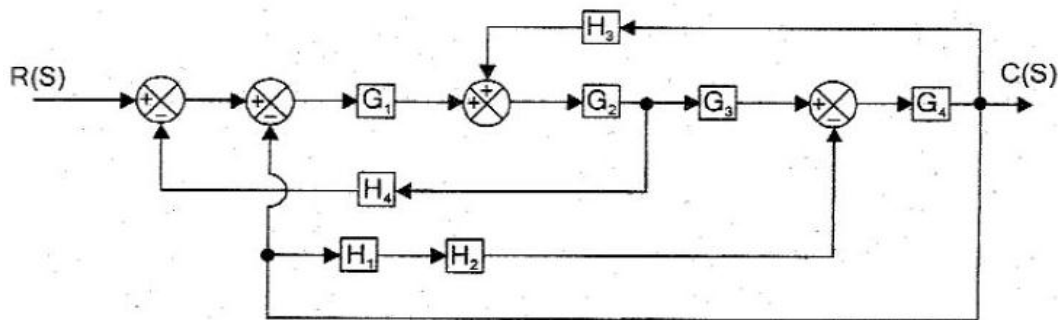 H₃
R(S) C(S)
+ + G₁ + + G₂ G₃ + G₄
− − −
H₄
H₁ H₂